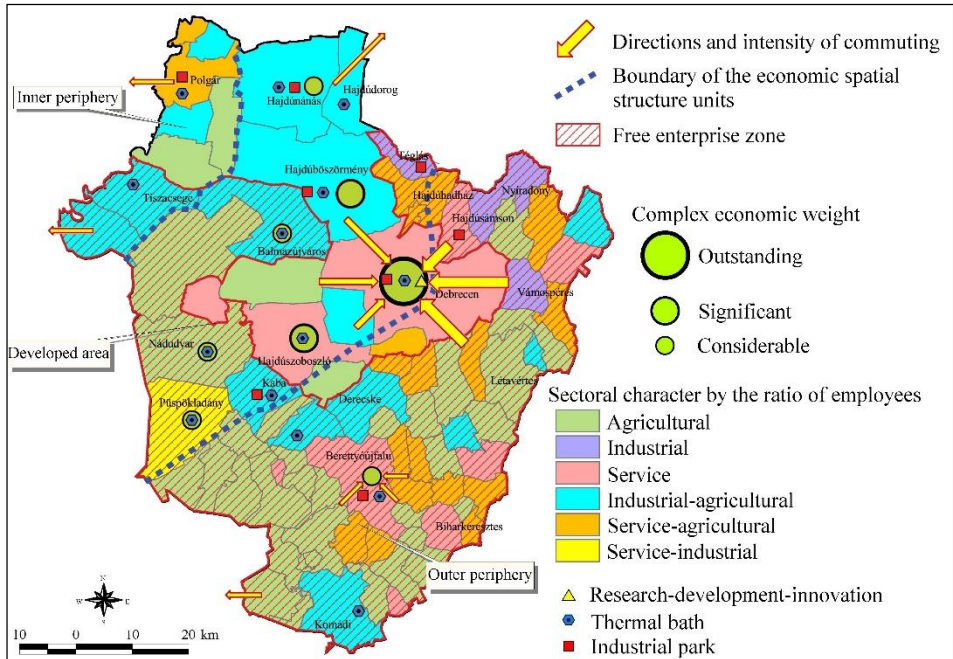 Polgár
Inner periphery
Hajdúnánás
Hajdúdorog
Téglás
Hajdúböszörmény
Hajdúhadház
Nyíradony
Tiszacsege
Hajdúsámson
Balmazújváros
Debrecen
Vámospércs
Developed area
Nádudvar
Hajdúszoboszló
Kaba
Létavértes
Püspökladány
Derecske
Berettyóújfalu
Biharkeresztes
Outer periphery
Komádi
N
W
E
S
10 0 10 20 km
Directions and intensity of commuting
Boundary of the economic spatial
structure units
Free enterprise zone
Complex economic weight
Outstanding
Significant
Considerable
Sectoral character by the ratio of employees
Agricultural
Industrial
Service
Industrial-agricultural
Service-agricultural
Service-industrial
Research-development-innovation
Thermal bath
Industrial park